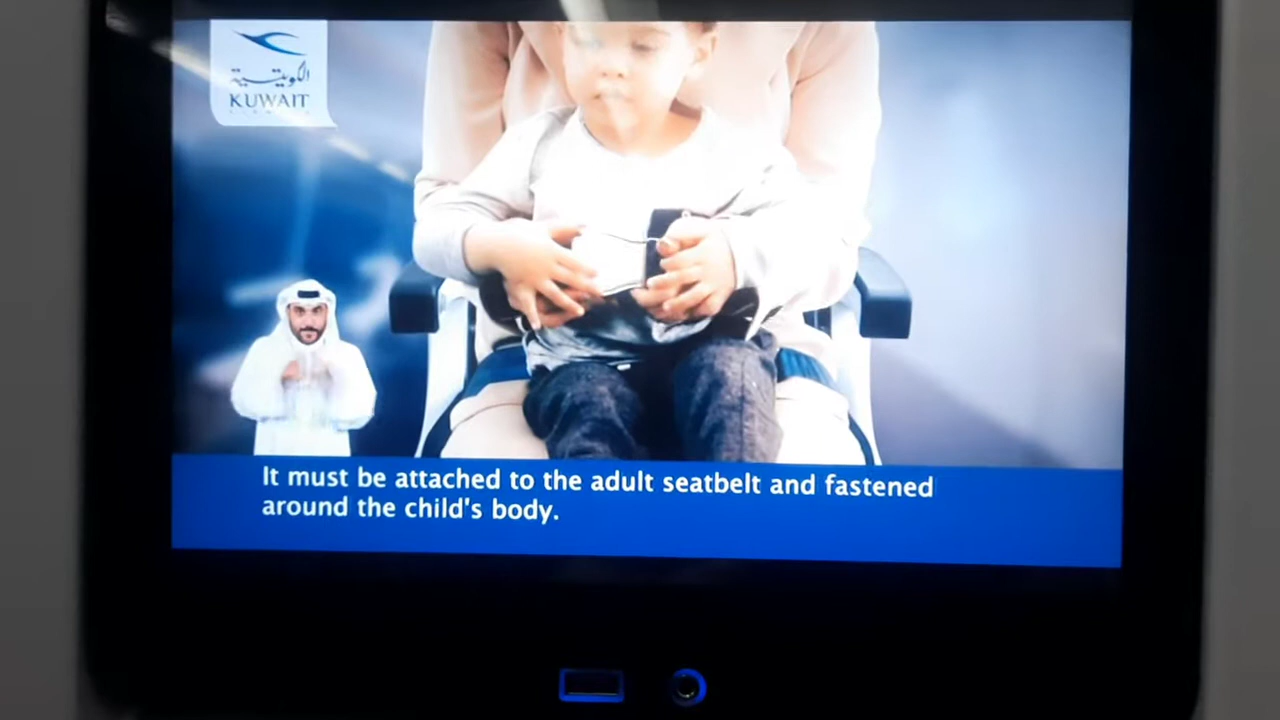 الكويتية
KUWAIT
It must be attached to the adult seatbelt and fastened
around the child's body.